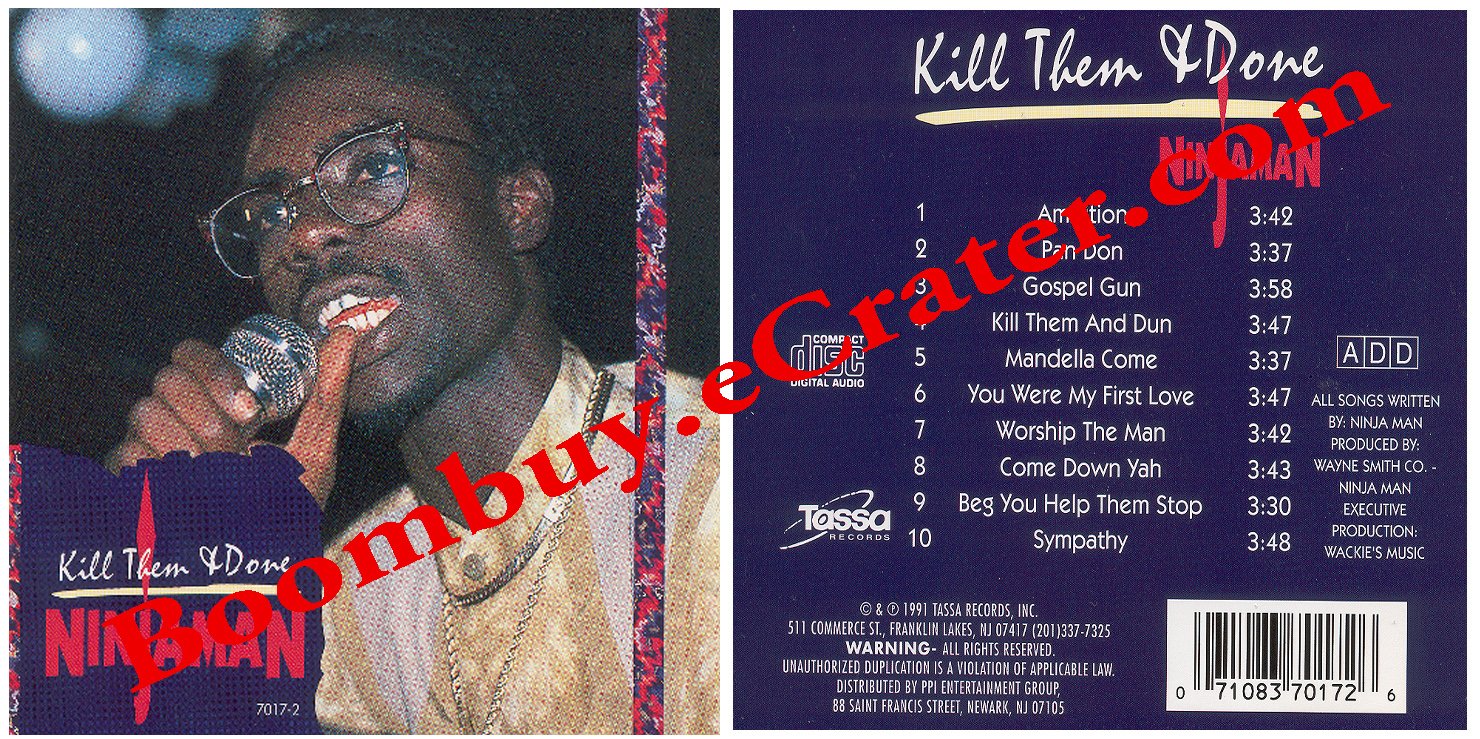 Kill Them & Done
NINJAMAN
7017-2
Kill Them & Done
NINJAMAN
1 Ambition 3:42
2 Pan Don 3:37
3 Gospel Gun 3:58
4 Kill Them And Dun 3:47
5 Mandella Come 3:37
6 You Were My First Love 3:47
7 Worship The Man 3:42
8 Come Down Yah 3:43
9 Beg You Help Them Stop 3:30
10 Sympathy 3:48
COMPACT
disc
DIGITAL AUDIO
Tassa
RECORDS
ADD
ALL SONGS WRITTEN
BY: NINJA MAN
PRODUCED BY:
WAYNE SMITH CO. -
NINJA MAN
EXECUTIVE
PRODUCTION:
WACKIE'S MUSIC
© & ℗ 1991 TASSA RECORDS, INC.
511 COMMERCE ST., FRANKLIN LAKES, NJ 07417 (201)337-7325
WARNING- ALL RIGHTS RESERVED.
UNAUTHORIZED DUPLICATION IS A VIOLATION OF APPLICABLE LAW.
DISTRIBUTED BY PPI ENTERTAINMENT GROUP,
88 SAINT FRANCIS STREET, NEWARK, NJ 07105
0 71083 70172 6
Boombuy.eCrater.com